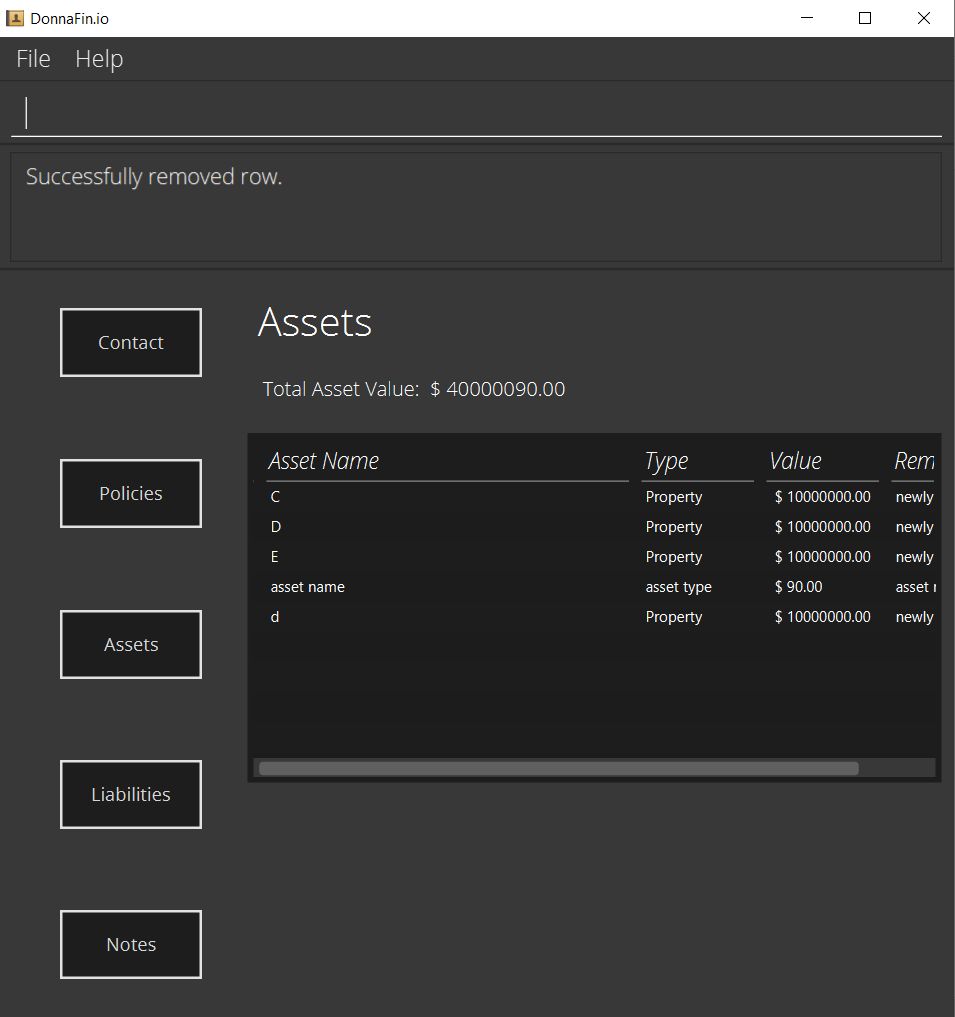 DonnaFin.io
File Help
Successfully removed row.
Contact
Policies
Assets
Liabilities
Notes
Assets
Total Asset Value: $ 40000090.00
Asset Name Type Value Rem
C Property $ 10000000.00 newly
D Property $ 10000000.00 newly
E Property $ 10000000.00 newly
asset name asset type $ 90.00 asset
d Property $ 10000000.00 newly